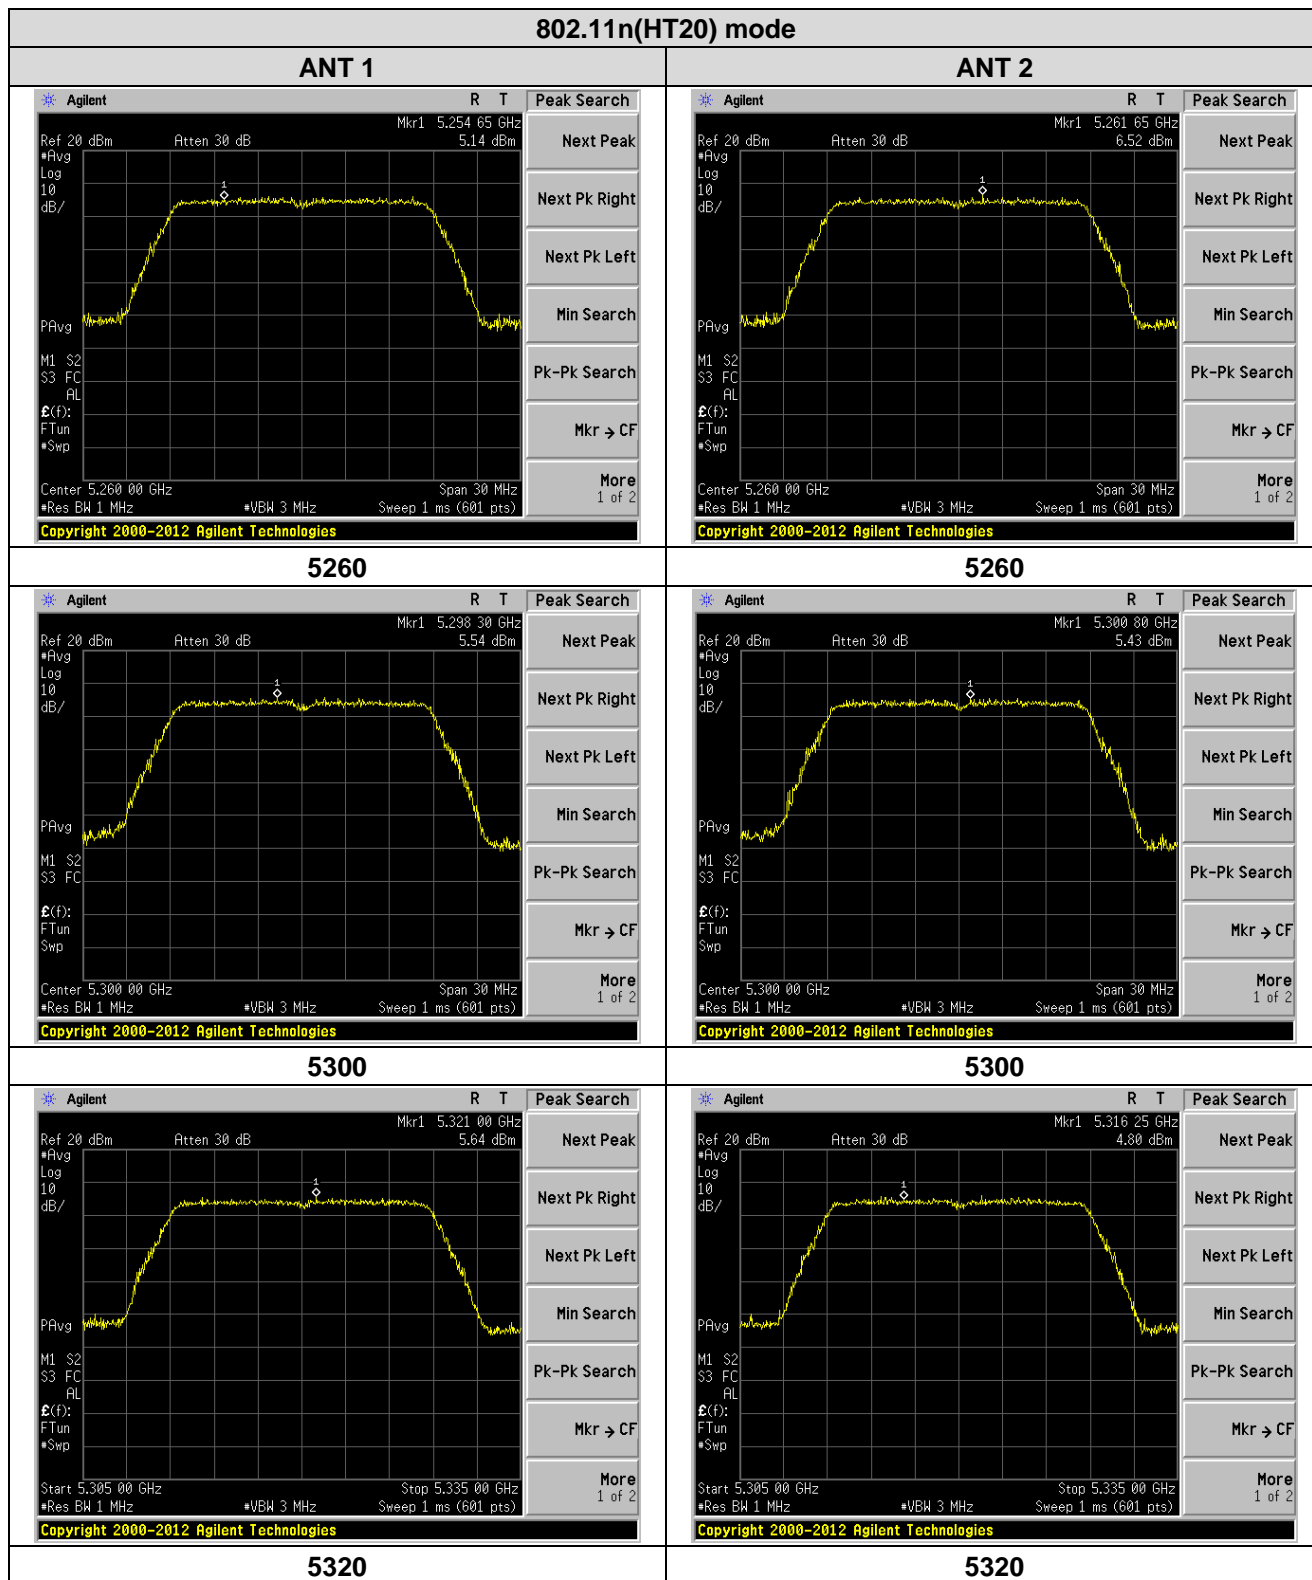 802.11n(HT20) mode
ANT 1
ANT 2
Agilent R T Peak Search
Mkr1 5.254 65 GHz
Ref 20 dBm Atten 30 dB 5.14 dBm
#Avg
Log
10
dB/
1
PAvg
M1 S2
S3 FC
AL
£(f):
FTun
#Swp
Center 5.260 00 GHz Span 30 MHz
#Res BW 1 MHz #VBW 3 MHz Sweep 1 ms (601 pts)
Copyright 2000-2012 Agilent Technologies
Next Peak
Next Pk Right
Next Pk Left
Min Search
Pk-Pk Search
Mkr → CF
More
1 of 2
Agilent R T Peak Search
Mkr1 5.261 65 GHz
Ref 20 dBm Atten 30 dB 6.52 dBm
#Avg
Log
10
dB/
1
PAvg
M1 S2
S3 FC
AL
£(f):
FTun
#Swp
Center 5.260 00 GHz Span 30 MHz
#Res BW 1 MHz #VBW 3 MHz Sweep 1 ms (601 pts)
Copyright 2000-2012 Agilent Technologies
Next Peak
Next Pk Right
Next Pk Left
Min Search
Pk-Pk Search
Mkr → CF
More
1 of 2
5260
5260
Agilent R T Peak Search
Mkr1 5.298 30 GHz
Ref 20 dBm Atten 30 dB 5.54 dBm
#Avg
Log
10
dB/
1
PAvg
M1 S2
S3 FC
£(f):
FTun
Swp
Center 5.300 00 GHz Span 30 MHz
#Res BW 1 MHz #VBW 3 MHz Sweep 1 ms (601 pts)
Copyright 2000-2012 Agilent Technologies
Next Peak
Next Pk Right
Next Pk Left
Min Search
Pk-Pk Search
Mkr → CF
More
1 of 2
Agilent R T Peak Search
Mkr1 5.300 80 GHz
Ref 20 dBm Atten 30 dB 5.43 dBm
#Avg
Log
10
dB/
1
PAvg
M1 S2
S3 FC
£(f):
FTun
Swp
Center 5.300 00 GHz Span 30 MHz
#Res BW 1 MHz #VBW 3 MHz Sweep 1 ms (601 pts)
Copyright 2000-2012 Agilent Technologies
Next Peak
Next Pk Right
Next Pk Left
Min Search
Pk-Pk Search
Mkr → CF
More
1 of 2
5300
5300
Agilent R T Peak Search
Mkr1 5.321 00 GHz
Ref 20 dBm Atten 30 dB 5.64 dBm
#Avg
Log
10
dB/
1
PAvg
M1 S2
S3 FC
AL
£(f):
FTun
#Swp
Start 5.305 00 GHz Stop 5.335 00 GHz
#Res BW 1 MHz #VBW 3 MHz Sweep 1 ms (601 pts)
Copyright 2000-2012 Agilent Technologies
Next Peak
Next Pk Right
Next Pk Left
Min Search
Pk-Pk Search
Mkr → CF
More
1 of 2
Agilent R T Peak Search
Mkr1 5.316 25 GHz
Ref 20 dBm Atten 30 dB 4.80 dBm
#Avg
Log
10
dB/
1
PAvg
M1 S2
S3 FC
AL
£(f):
FTun
#Swp
Start 5.305 00 GHz Stop 5.335 00 GHz
#Res BW 1 MHz #VBW 3 MHz Sweep 1 ms (601 pts)
Copyright 2000-2012 Agilent Technologies
Next Peak
Next Pk Right
Next Pk Left
Min Search
Pk-Pk Search
Mkr → CF
More
1 of 2
5320
5320